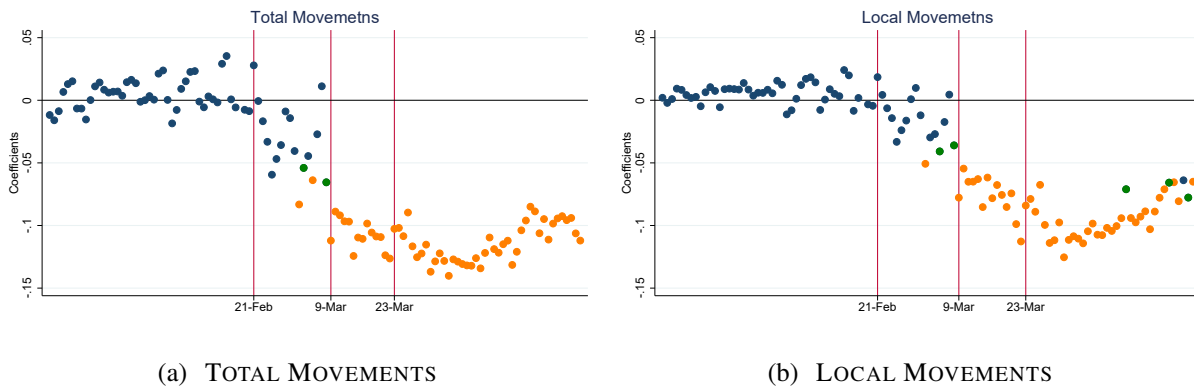 Total Movemetns
.05
0
-.05
-.1
-.15
Coefficients
21-Feb 9-Mar 23-Mar
(a) TOTAL MOVEMENTS
Local Movemetns
.05
0
-.05
-.1
-.15
Coefficients
21-Feb 9-Mar 23-Mar
(b) LOCAL MOVEMENTS